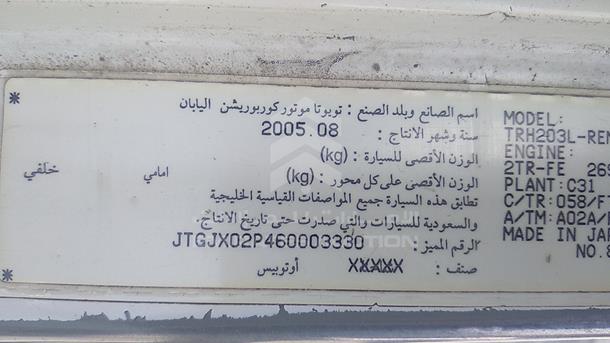 اسم الصانع وبلد الصنع : تويوتا موتور كوربوريشن اليابان
سنة وشهر الانتاج : 2005.08
الوزن الأقصى للسيارة : (kg)
الوزن الأقصى على كل محور : (kg) امامي خلفي
تطابق هذه السيارة جميع المواصفات القياسية الخليجية
والسعودية للسيارات والتي صدرت حتى تاريخ الانتاج.
الرقم المميز : JTGJX02P460003330
صنف : XXXXX أوتوبيس
MODEL:
TRH203L-REM
ENGINE:
2TR-FE 269
PLANT: C31
C/TR: 058/F
A/TM: A02A/
MADE IN JAP
NO.